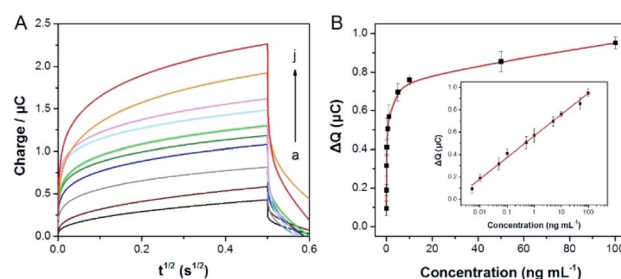 A
Charge / μC
2.5
2.0
1.5
1.0
0.5
0.0
0.0 0.2 0.4 0.6
t1/2 (s1/2)
j
a
B
ΔQ (μC)
1.0
0.8
0.6
0.4
0.2
0.0
0 20 40 60 80 100
Concentration (ng mL-1)
ΔQ (μC)
1.0
0.8
0.6
0.4
0.2
0.0
0.01 0.1 1 10 100
Concentration (ng mL-1)